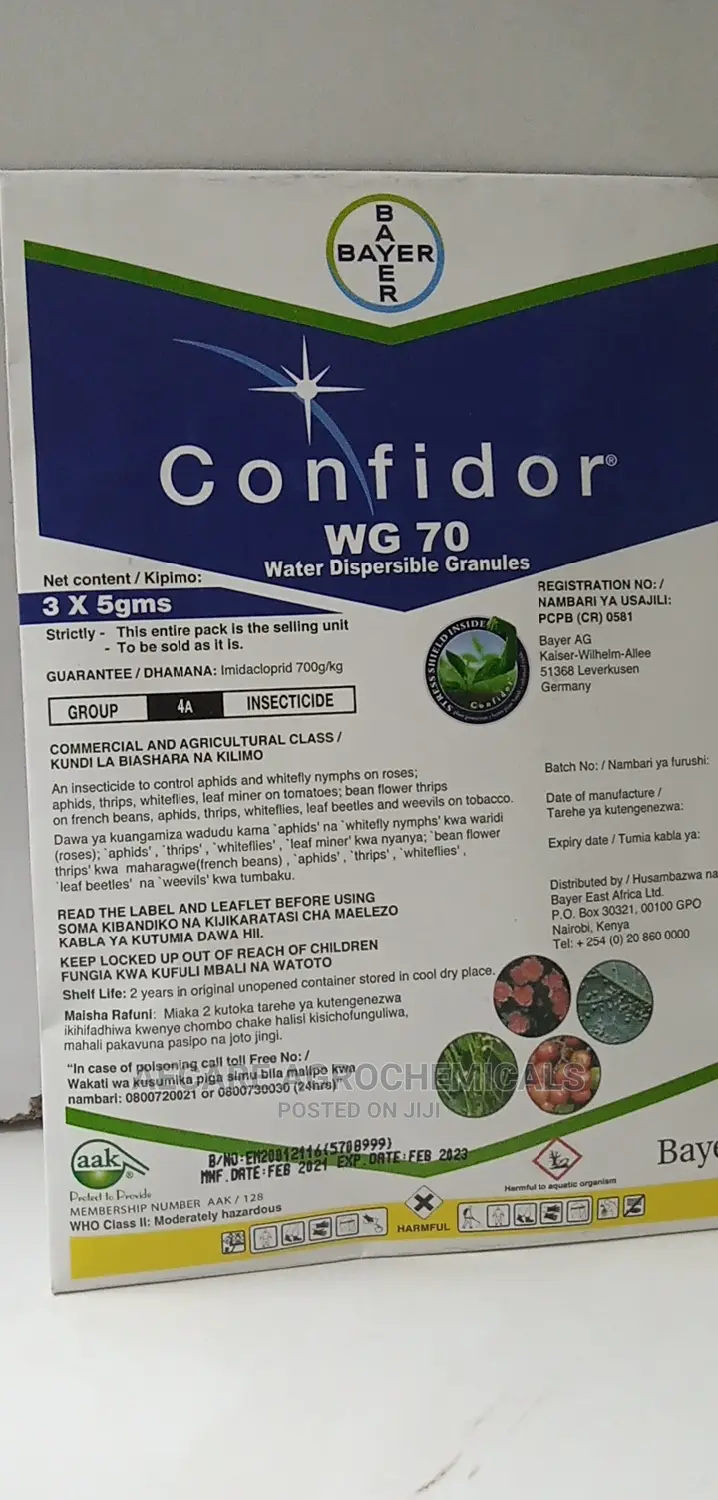 BAYER
BAYER
Confidor®
WG 70
Water Dispersible Granules
Net content / Kipimo:
3 X 5gms
Strictly - This entire pack is the selling unit
- To be sold as it is.
GUARANTEE / DHAMANA: Imidacloprid 700g/kg
GROUP 4A INSECTICIDE
COMMERCIAL AND AGRICULTURAL CLASS /
KUNDI LA BIASHARA NA KILIMO
An insecticide to control aphids and whitefly nymphs on roses;
aphids, thrips, whiteflies, leaf miner on tomatoes; bean flower thrips
on french beans, aphids, thrips, whiteflies, leaf beetles and weevils on tobacco.
Dawa ya kuangamiza wadudu kama `aphids' na `whitefly nymphs' kwa waridi
(roses); `aphids' , `thrips' , `whiteflies' , `leaf miner' kwa nyanya; `bean flower
thrips' kwa maharagwe(french beans) , `aphids' , `thrips' , `whiteflies' ,
`leaf beetles' na `weevils' kwa tumbaku.
READ THE LABEL AND LEAFLET BEFORE USING
SOMA KIBANDIKO NA KIJIKARATASI CHA MAELEZO
KABLA YA KUTUMIA DAWA HII.
KEEP LOCKED UP OUT OF REACH OF CHILDREN
FUNGIA KWA KUFULI MBALI NA WATOTO
Shelf Life: 2 years in original unopened container stored in cool dry place.
Maisha Rafuni: Miaka 2 kutoka tarehe ya kutengenezwa
ikihifadhiwa kwenye chombo chake halisi kisichofunguliwa,
mahali pakavuna pasipo na joto jingi.
"In case of poisoning call toll Free No: /
Wakati wa kusumika piga simu bila malipo kwa
nambari: 0800720021 or 0800730030 (24hrs)"
REGISTRATION NO: /
NAMBARI YA USAJILI:
PCPB (CR) 0581
Bayer AG
Kaiser-Wilhelm-Allee
51368 Leverkusen
Germany
STRESS SHIELD INSIDE
Confidor
Batch No: / Nambari ya furushi:
Date of manufacture /
Tarehe ya kutengenezwa:
Expiry date / Tumia kabla ya:
Distributed by / Husambazwa na
Bayer East Africa Ltd.
P.O. Box 30321, 00100 GPO
Nairobi, Kenya
Tel: + 254 (0) 20 860 0000
AGROCHEMICALS
POSTED ON JIJI
aak
Protect to Provide
MEMBERSHIP NUMBER AAK / 128
WHO Class II: Moderately hazardous
B/NO:EM20012116(5708999)
MNF.DATE:FEB 2021 EXP.DATE:FEB 2023
Harmful to aquatic organism
Baye
HARMFUL